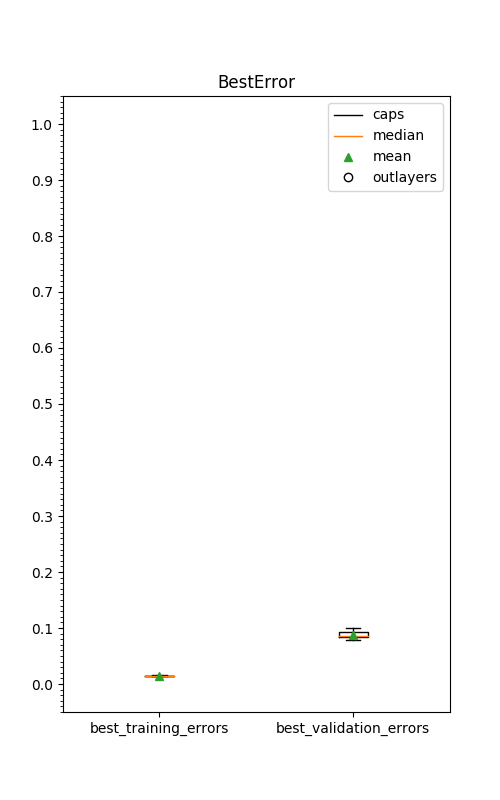 BestError
caps
median
mean
outlayers
1.0
0.9
0.8
0.7
0.6
0.5
0.4
0.3
0.2
0.1
0.0
best_training_errors
best_validation_errors